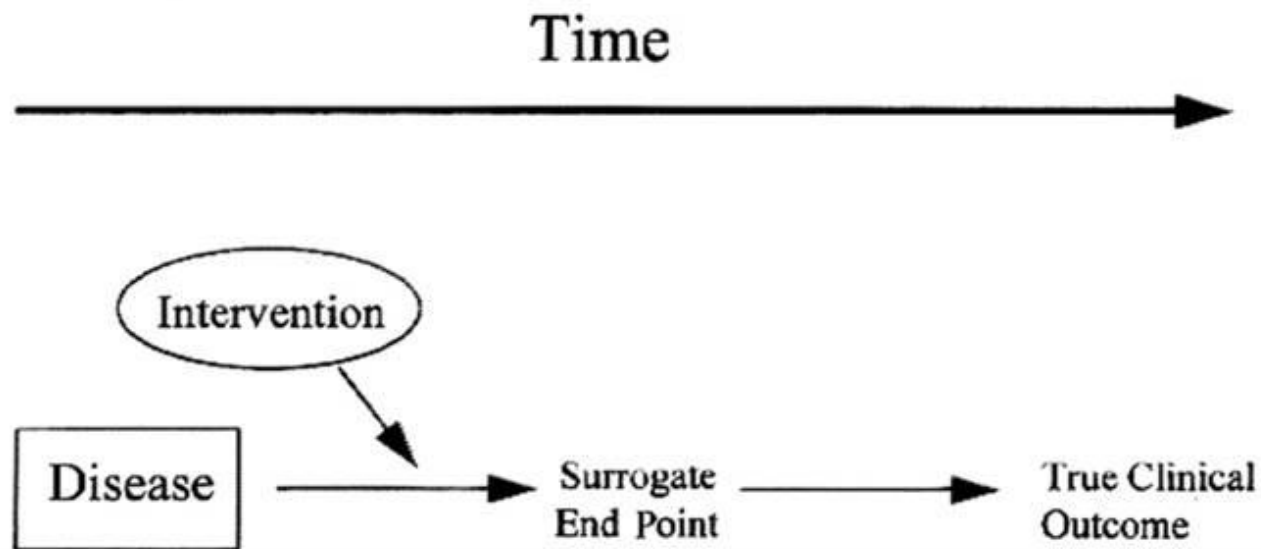 Time
Intervention
Disease
Surrogate
End Point
True Clinical
Outcome